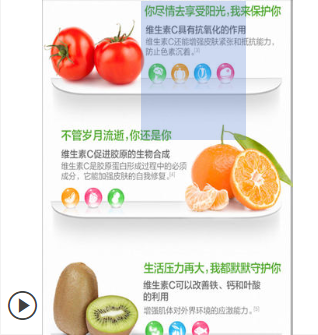 你尽情去享受阳光,我来保护你
维生素C具有抗氧化的作用
维生素C还能增强皮肤紧张和抵抗能力,
防止色素沉着。[3]
不管岁月流逝,你还是你
维生素C促进胶原的生物合成
维生素C是胶原蛋白形成过程中的必须
成分,它能加强皮肤的自我修复。[4]
生活压力再大,我都默默守护你
维生素C可以改善铁、钙和叶酸
的利用
增强机体对外界环境的应激能力。[5]